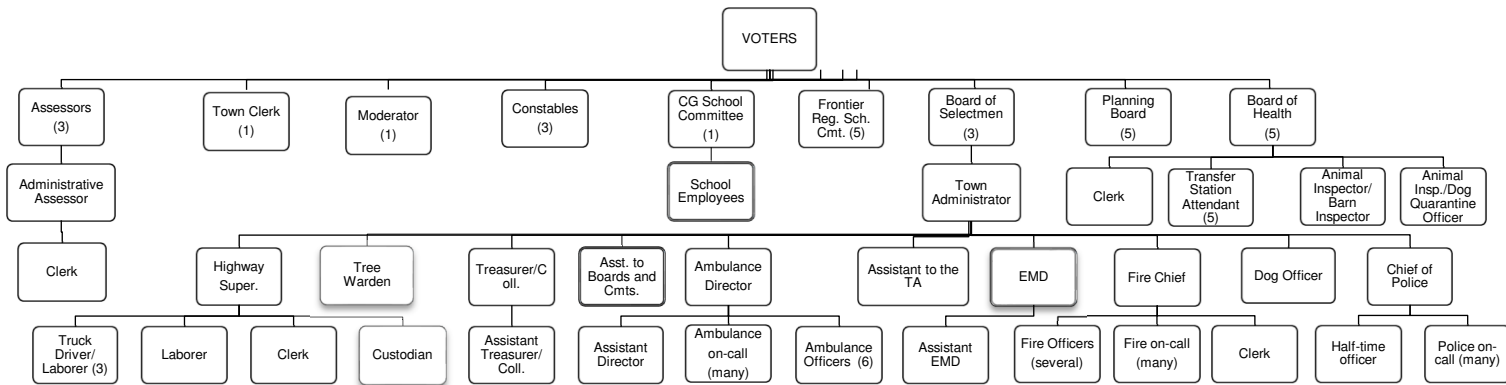 VOTERS
Assessors
(3)
Town Clerk
(1)
Moderator
(1)
Constables
(3)
CG School
Committee
(1)
Frontier
Reg. Sch.
Cmt. (5)
Board of
Selectmen
(3)
Planning
Board
(5)
Board of
Health
(5)
Administrative
Assessor
School
Employees
Town
Administrator
Clerk
Transfer
Station
Attendant
(5)
Animal
Inspector/
Barn
Inspector
Animal
Insp./Dog
Quarantine
Officer
Clerk
Highway
Super.
Tree
Warden
Treasurer/C
oll.
Asst. to
Boards and
Cmts.
Ambulance
Director
Assistant to the
TA
EMD
Fire Chief
Dog Officer
Chief of
Police
Truck
Driver/
Laborer (3)
Laborer
Clerk
Custodian
Assistant
Treasurer/
Coll.
Assistant
Director
Ambulance
on-call
(many)
Ambulance
Officers (6)
Assistant
EMD
Fire Officers
(several)
Fire on-call
(many)
Clerk
Half-time
officer
Police on-
call (many)